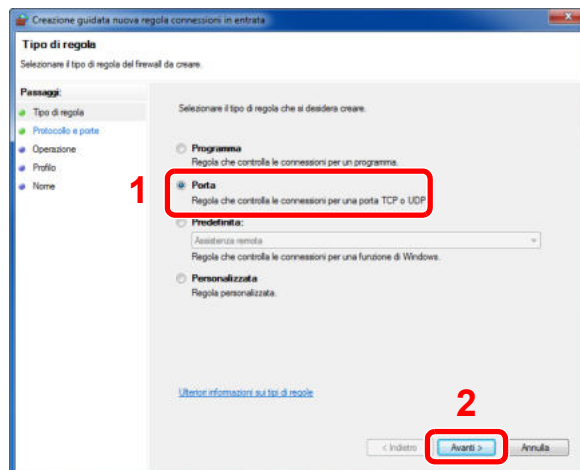 Creazione guidata nuova regola connessioni in entrata
Tipo di regola
Selezionare il tipo di regola del firewall da creare.
Passaggi:
Tipo di regola
Protocollo e porte
Operazione
Profilo
Nome
Selezionare il tipo di regola che si desidera creare.
Programma
Regola che controlla le connessioni per un programma.
1
Porta
Regola che controlla le connessioni per una porta TCP o UDP
Predefinita:
Assistenza remota
Regola che controlla le connessioni per una funzione di Windows.
Personalizzata
Regola personalizzata.
Ulteriori informazioni sui tipi di regole
2
< Indietro
Avanti >
Annulla